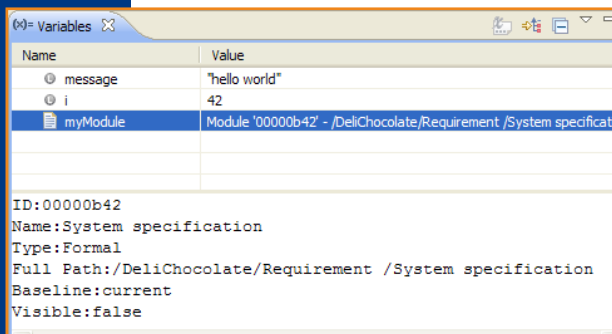 (x)= Variables
Name Value
message "hello world"
i 42
myModule Module '00000b42' - /DeliChocolate/Requirement /System specificat
ID:00000b42
Name:System specification
Type:Formal
Full Path:/DeliChocolate/Requirement /System specification
Baseline:current
Visible:false